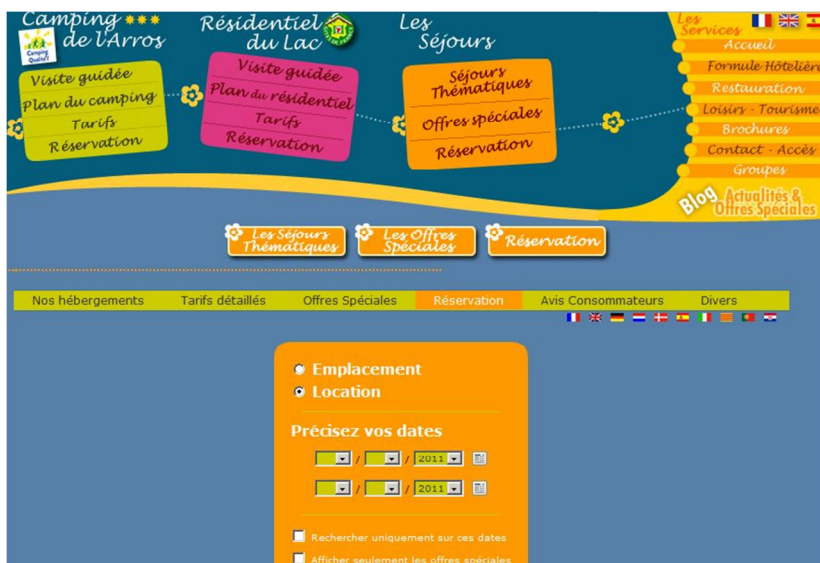 Camping
de l'Arros
Camping
Qualité
Visite guidée
Plan du camping
Tarifs
Réservation
Résidentiel
du Lac
Visite guidée
Plan du résidentiel
Tarifs
Réservation
Les
Séjours
Séjours
Thématiques
Offres spéciales
Réservation
Les
Services
Accueil
Formule Hôtelière
Restauration
Loisirs - Tourisme
Brochures
Contact - Accès
Groupes
Blog Actualités &
Offres Spéciales
Les Séjours
Thématiques
Les Offres
Spéciales
Réservation
Nos hébergements Tarifs détaillés Offres Spéciales Réservation Avis Consommateurs Divers
Emplacement
Location
Précisez vos dates
/ / 2011
/ / 2011
Rechercher uniquement sur ces dates
Afficher seulement les offres spéciales